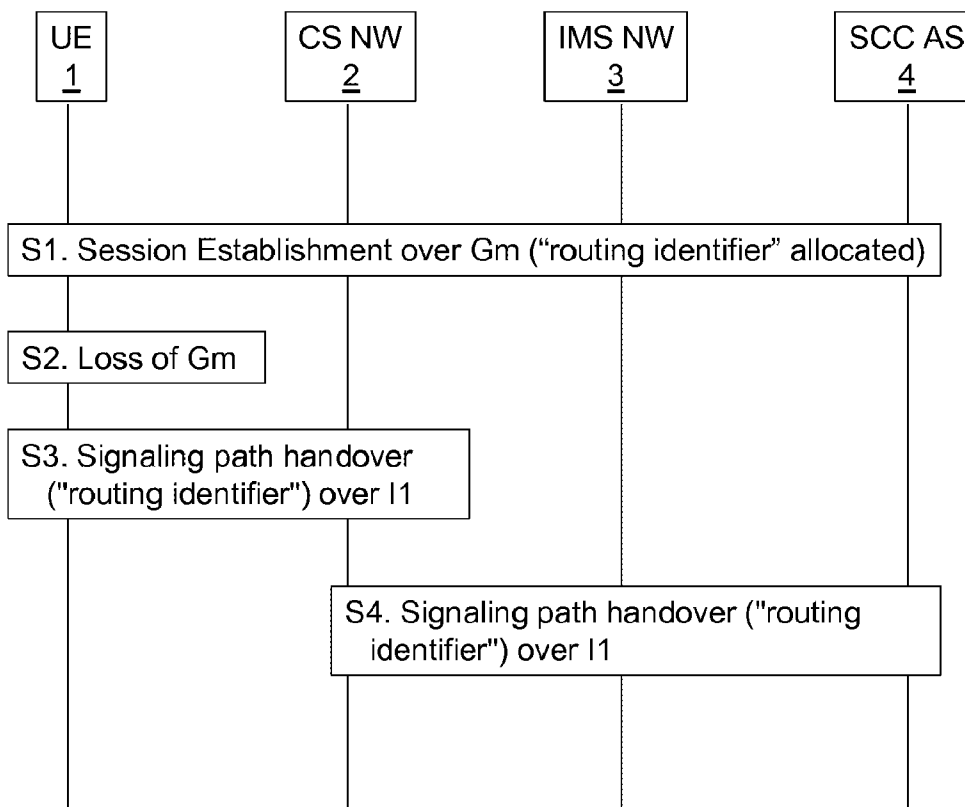 UE
1
CS NW
2
IMS NW
3
SCC AS
4
S1. Session Establishment over Gm (“routing identifier” allocated)
S2. Loss of Gm
S3. Signaling path handover
("routing identifier") over I1
S4. Signaling path handover ("routing
identifier") over I1